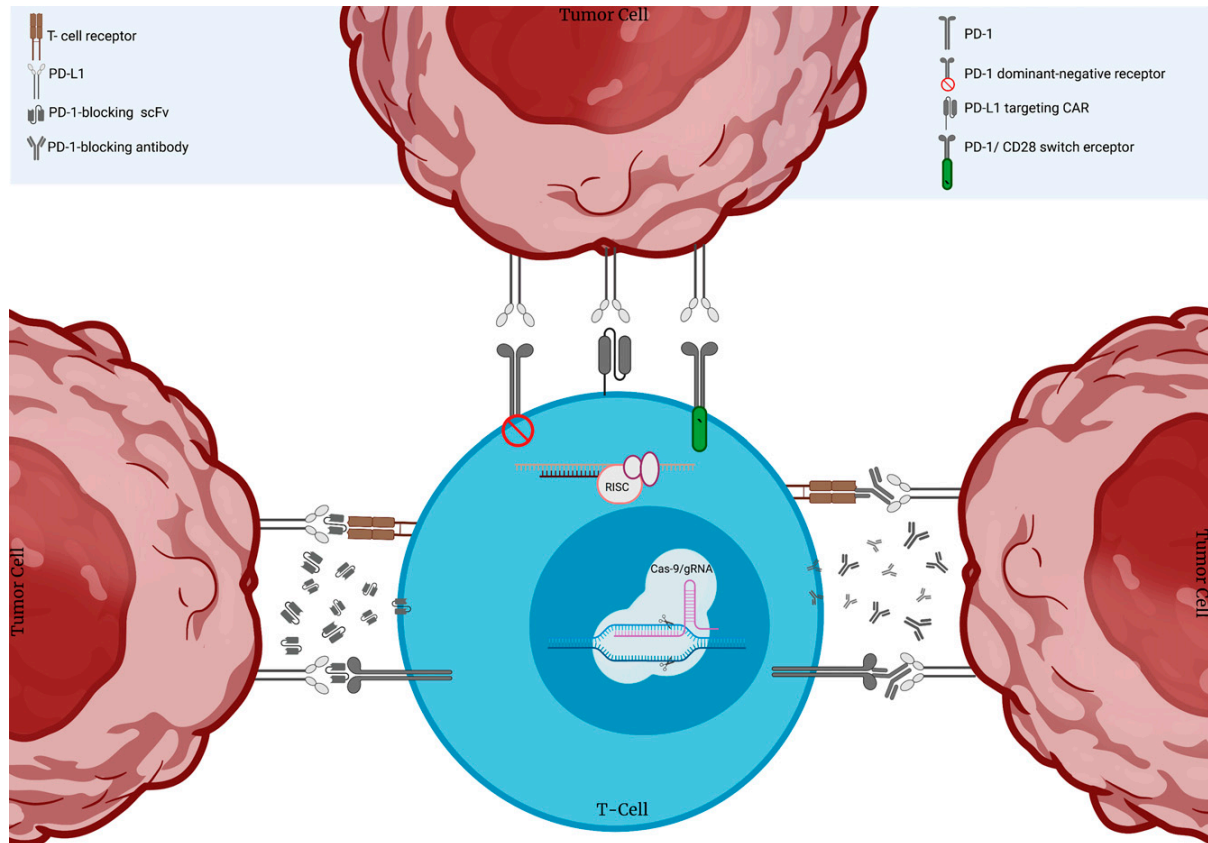 Tumor Cell
T- cell receptor
PD-L1
PD-1-blocking scFv
PD-1-blocking antibody
PD-1
PD-1 dominant-negative receptor
PD-L1 targeting CAR
PD-1/ CD28 switch erceptor
RISC
Cas-9/gRNA
Tumor Cell
Tumor Cell
T-Cell